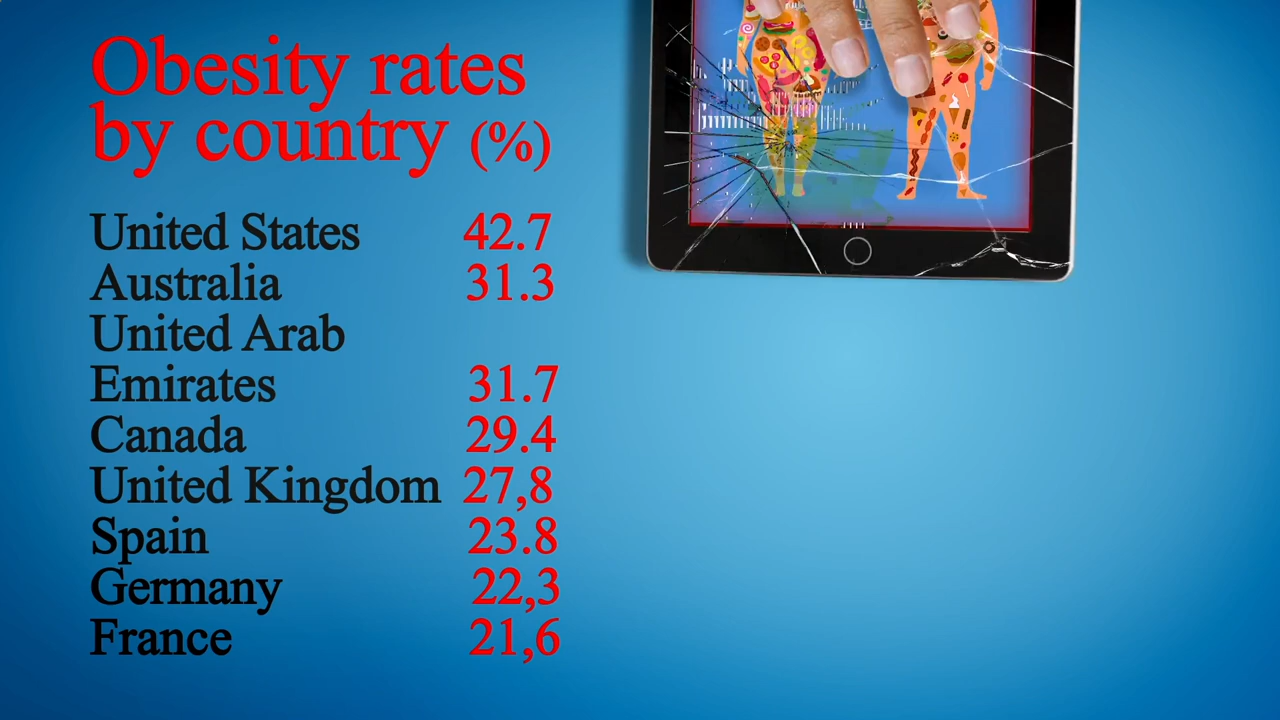 Obesity rates
by country (%)
United States 42.7
Australia 31.3
United Arab
Emirates 31.7
Canada 29.4
United Kingdom 27,8
Spain 23.8
Germany 22,3
France 21,6